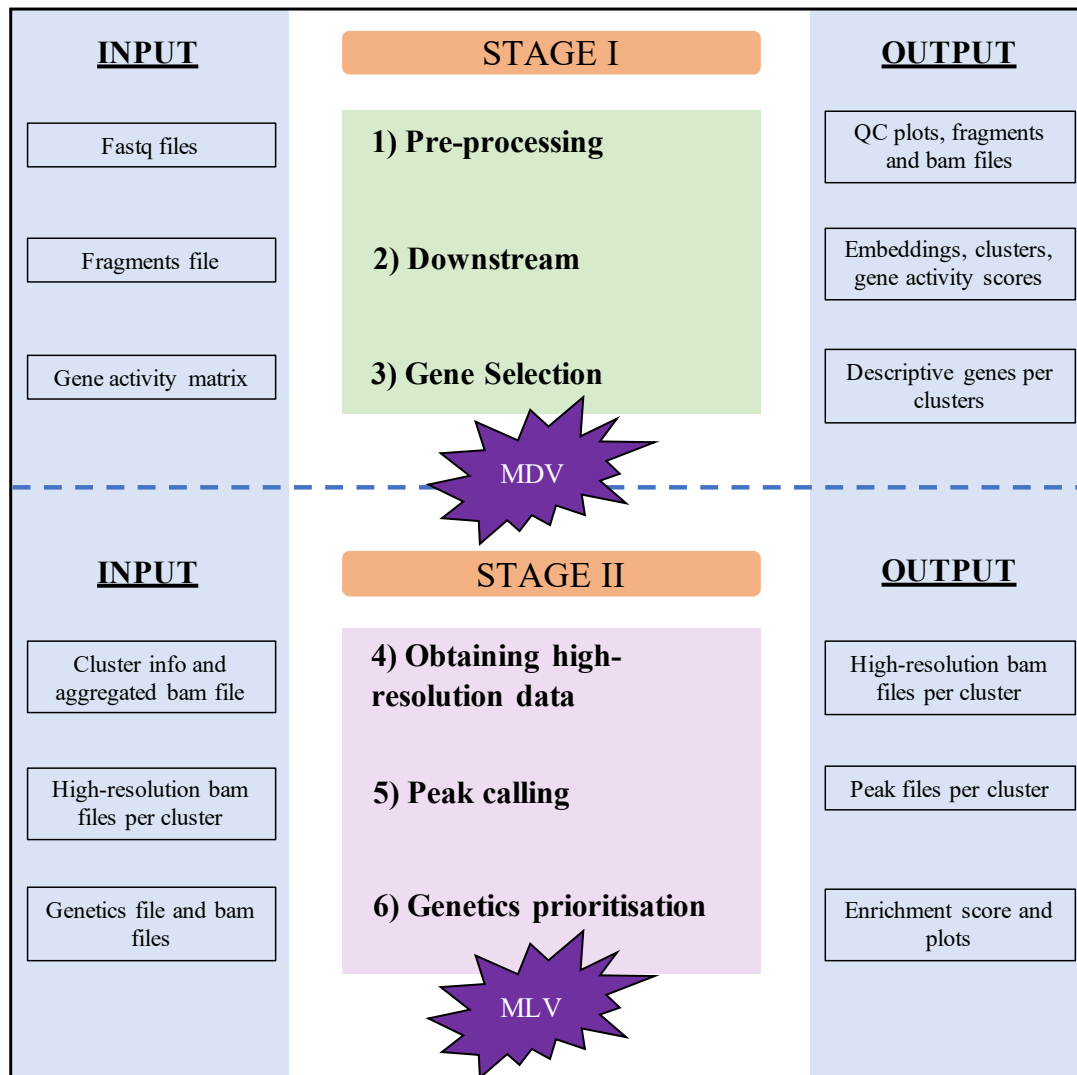 INPUT
STAGE I
OUTPUT
Fastq files
1) Pre-processing
QC plots, fragments
and bam files
Fragments file
2) Downstream
Embeddings, clusters,
gene activity scores
Gene activity matrix
3) Gene Selection
Descriptive genes per
clusters
MDV
INPUT
STAGE II
OUTPUT
Cluster info and
aggregated bam file
4) Obtaining high-
resolution data
High-resolution bam
files per cluster
High-resolution bam
files per cluster
5) Peak calling
Peak files per cluster
Genetics file and bam
files
6) Genetics prioritisation
Enrichment score and
plots
MLV